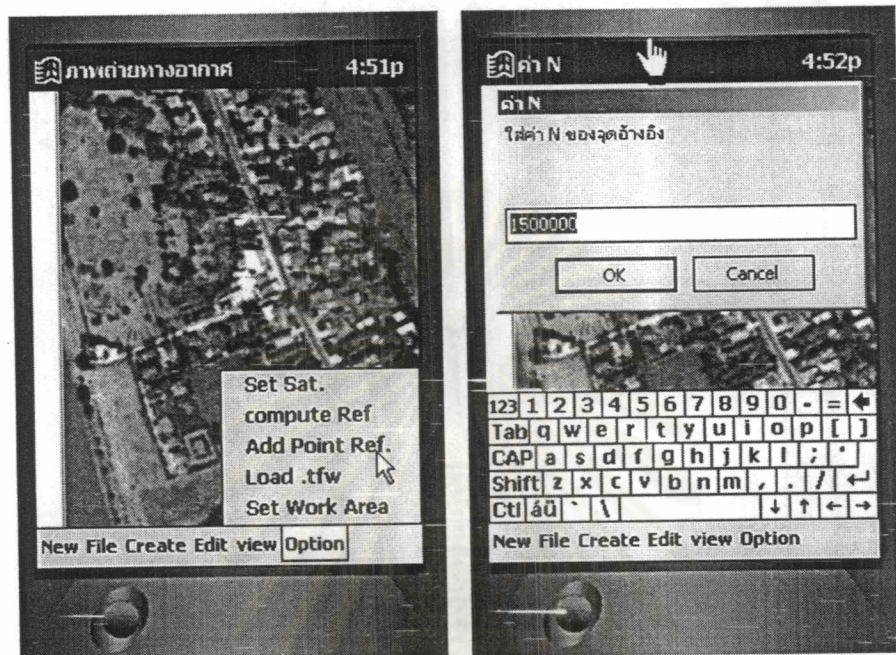 ภาพถ่ายทางอากาศ 4:51p
Set Sat.
compute Ref
Add Point Ref.
Load .tfw
Set Work Area
New File Create Edit view Option
ค่า N 4:52p
ค่า N
ใส่ค่า N ของจุดอ้างอิง
1500000
OK Cancel
123 1 2 3 4 5 6 7 8 9 0 - =
Tab q w e r t y u i o p [ ]
CAP a s d f g h j k l ; '
Shift z x c v b n m , . /
Ctl áü ` \
New File Create Edit view Option